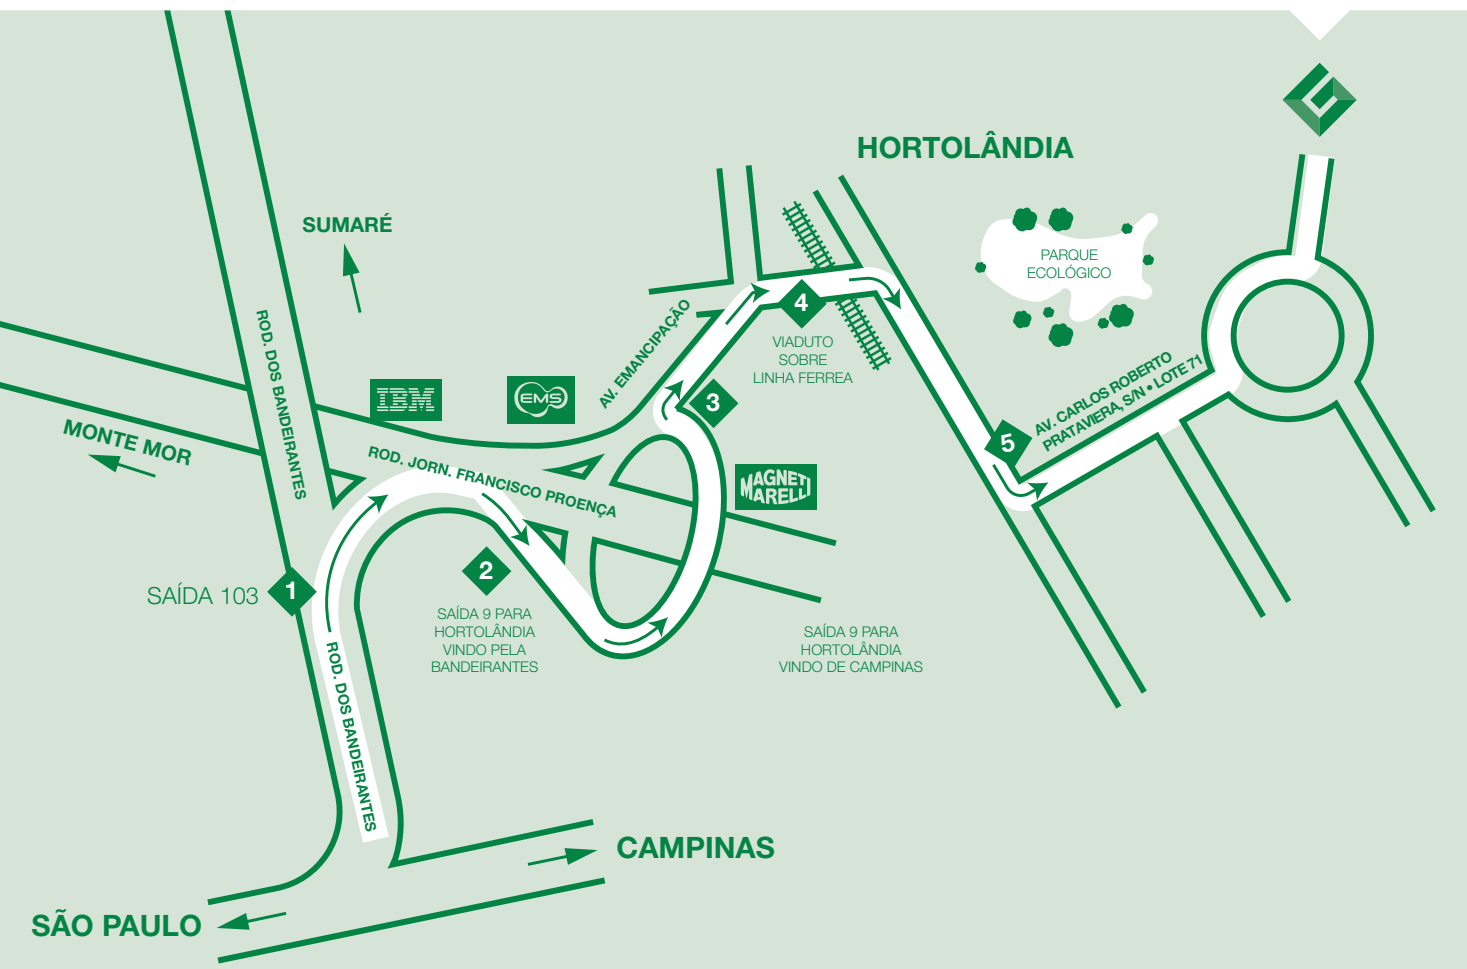 HORTOLÂNDIA
SUMARÉ
PARQUE
ECOLÓGICO
ROD. DOS BANDEIRANTES
AV. EMANCIPAÇÃO
4
VIADUTO
SOBRE
LINHA FERREA
IBM
EMS
3
MONTE MOR
ROD. JORN. FRANCISCO PROENÇA
AV. CARLOS ROBERTO
PRATAVIERA, S/N • LOTE 71
5
MAGNETI
MARELLI
SAÍDA 103
1
2
SAÍDA 9 PARA
HORTOLÂNDIA
VINDO PELA
BANDEIRANTES
SAÍDA 9 PARA
HORTOLÂNDIA
VINDO DE CAMPINAS
ROD. DOS BANDEIRANTES
CAMPINAS
SÃO PAULO